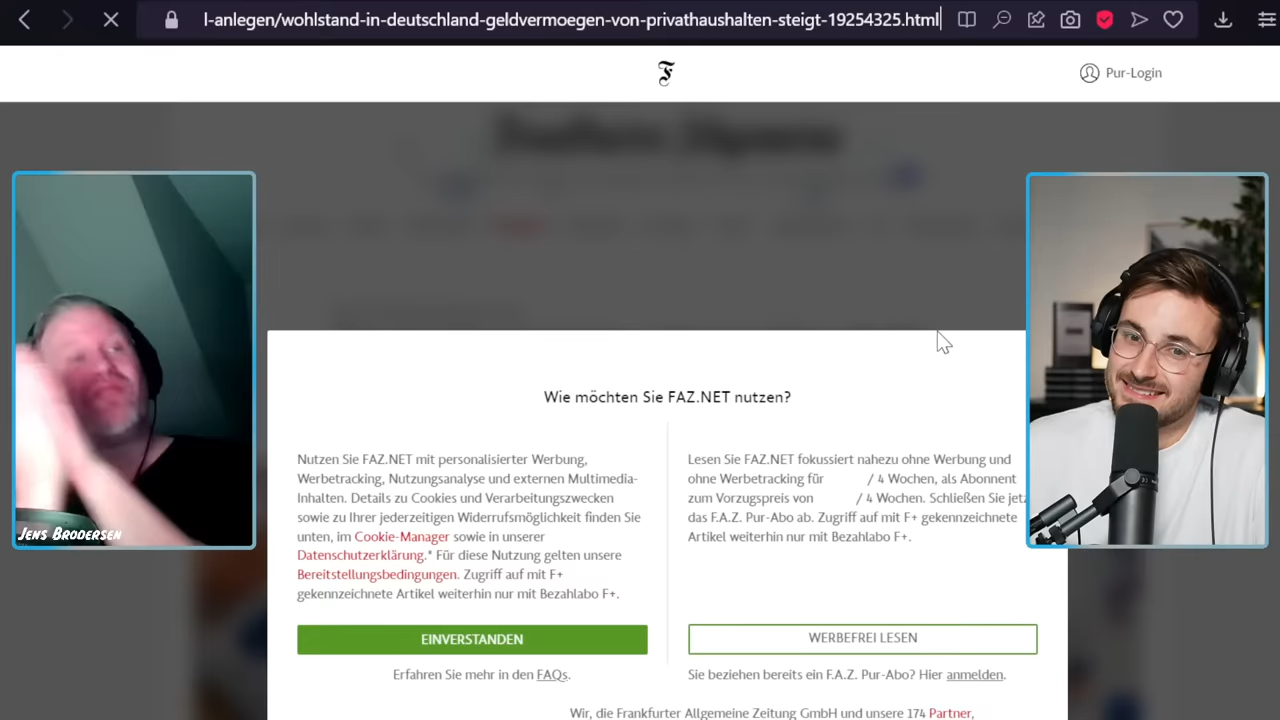 l-anlegen/wohlstand-in-deutschland-geldvermoegen-von-privathaushalten-steigt-19254325.html
F
Pur-Login
Wie möchten Sie FAZ.NET nutzen?
Nutzen Sie FAZ.NET mit personalisierter Werbung,
Werbetracking, Nutzungsanalyse und externen Multimedia-
Inhalten. Details zu Cookies und Verarbeitungszwecken
sowie zu Ihrer jederzeitigen Widerrufsmöglichkeit finden Sie
unten, im Cookie-Manager sowie in unserer
Datenschutzerklärung.* Für diese Nutzung gelten unsere
Bereitstellungsbedingungen. Zugriff auf mit F+
gekennzeichnete Artikel weiterhin nur mit Bezahlabo F+.
EINVERSTANDEN
Erfahren Sie mehr in den FAQs.
Lesen Sie FAZ.NET fokussiert nahezu ohne Werbung und
ohne Werbetracking für / 4 Wochen, als Abonnent
zum Vorzugspreis von / 4 Wochen. Schließen Sie
das F.A.Z. Pur-Abo ab. Zugriff auf mit F+ gekennzeichnete
Artikel weiterhin nur mit Bezahlabo F+.
WERBEFREI LESEN
Sie beziehen bereits ein F.A.Z. Pur-Abo? Hier anmelden.
Wir, die Frankfurter Allgemeine Zeitung GmbH und unsere 174 Partner,
Jens Brodersen